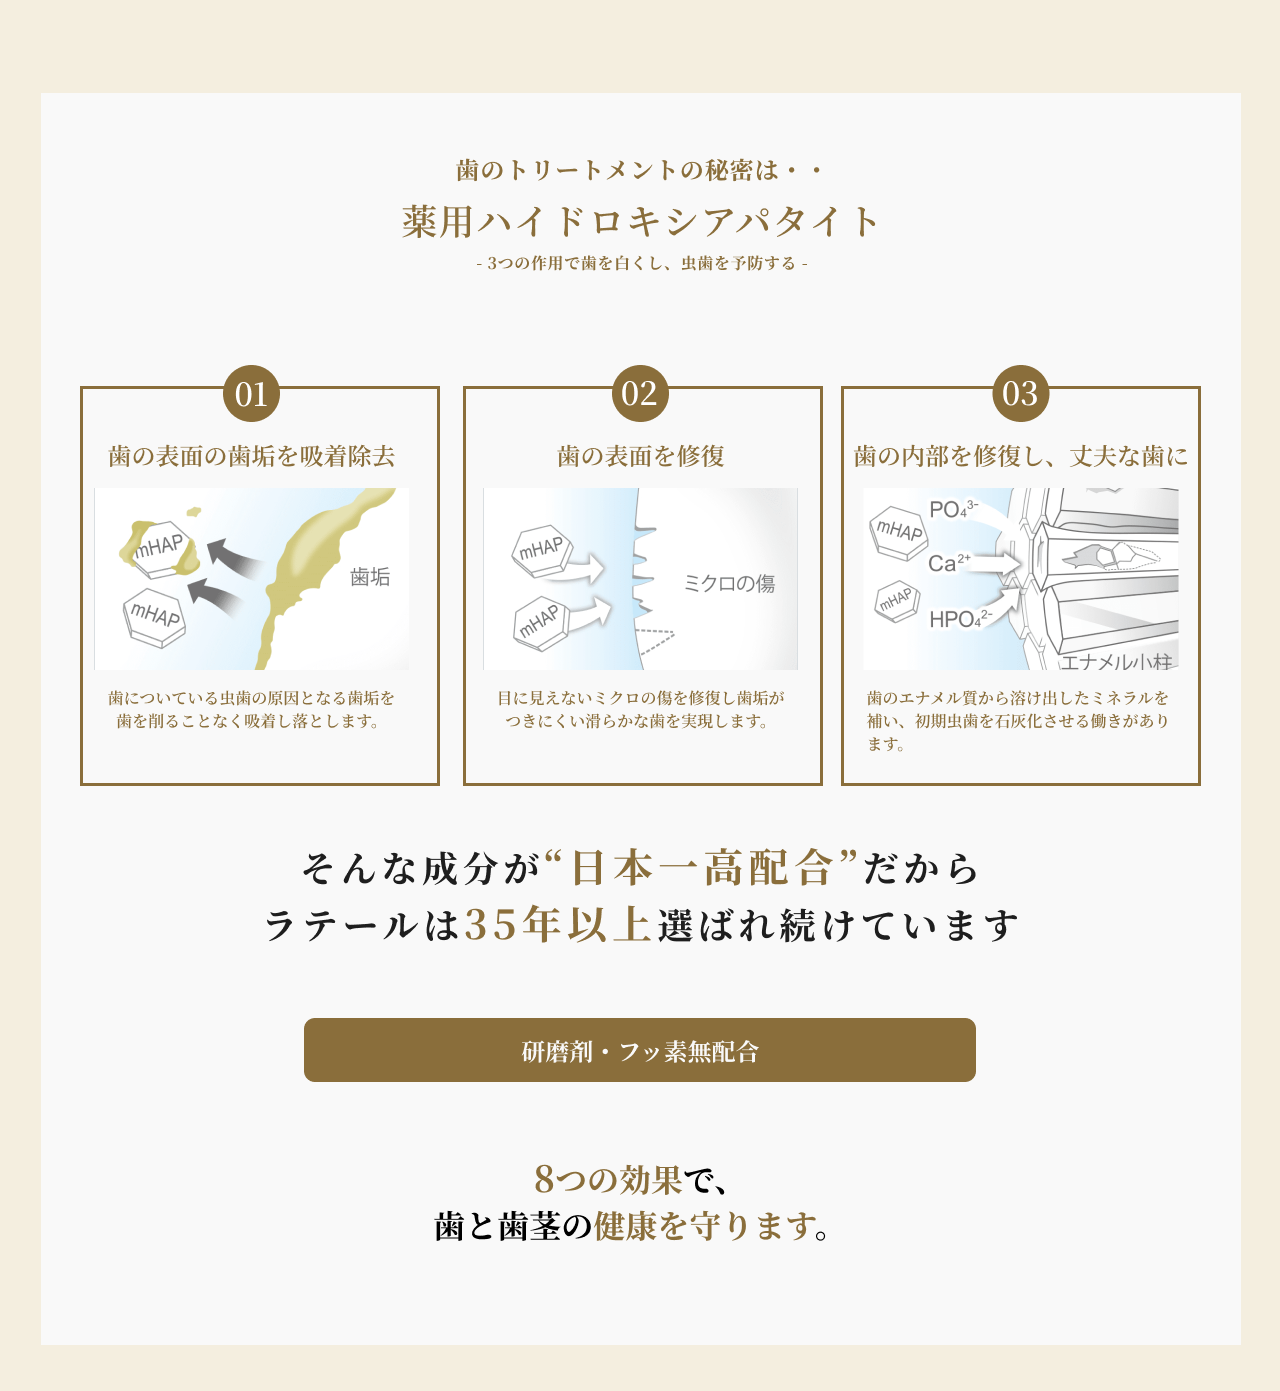 歯のトリートメントの秘密は・・
薬用ハイドロキシアパタイト
- 3つの作用で歯を白くし、虫歯を予防する -
01
歯の表面の歯垢を吸着除去
mHAP
mHAP
歯垢
歯についている虫歯の原因となる歯垢を
歯を削ることなく吸着し落とします。
02
歯の表面を修復
mHAP
mHAP
ミクロの傷
目に見えないミクロの傷を修復し歯垢が
つきにくい滑らかな歯を実現します。
03
歯の内部を修復し、丈夫な歯に
mHAP
mHAP
PO₄³⁻
Ca²⁺
HPO₄²⁻
エナメル小柱
歯のエナメル質から溶け出したミネラルを
補い、初期虫歯を石灰化させる働きがあり
ます。
そんな成分が“日本一高配合”だから
ラテールは35年以上選ばれ続けています
研磨剤・フッ素無配合
8つの効果で、
歯と歯茎の健康を守ります。